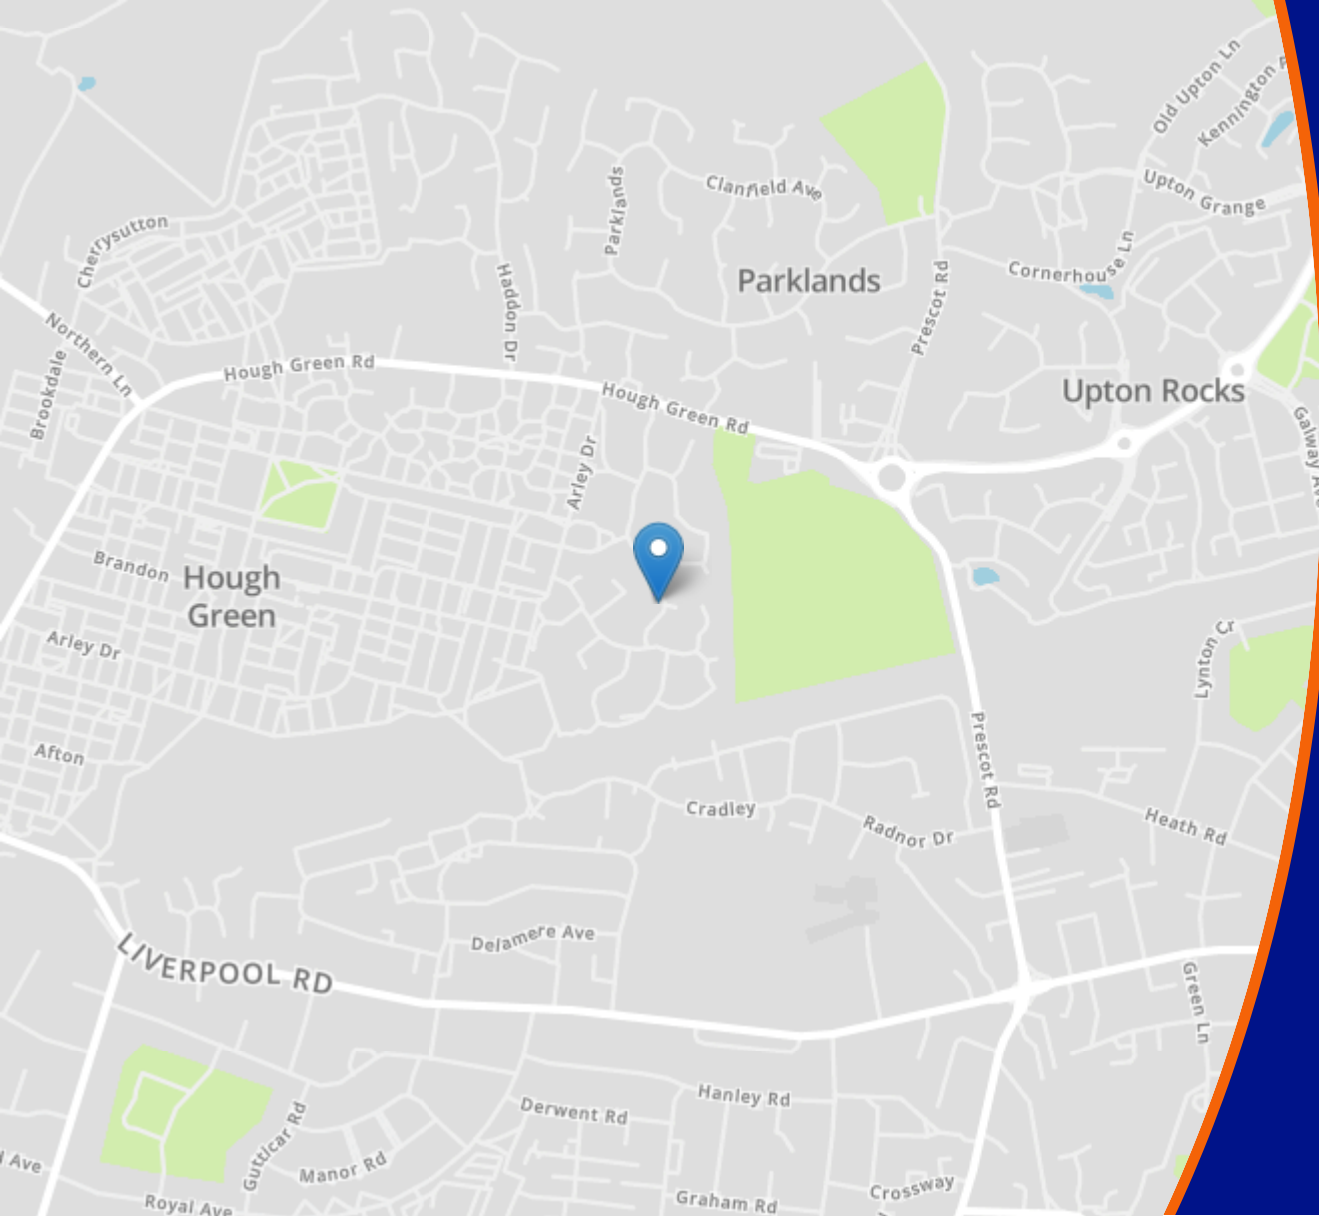 Old Upton Ln
Kennington
Clanfield Ave
Upton Grange
Parklands
Cherrysutton
Cornerhouse Ln
Parklands
Haddon Dr
Prescot Rd
Northern Ln
Brookdale
Hough Green Rd
Hough Green Rd
Upton Rocks
Galway Ave
Arley Dr
Brandon
Hough
Green
Arley Dr
Lynton Cr
Afton
Prescot Rd
Cradley
Radnor Dr
Heath Rd
Delamere Ave
LIVERPOOL RD
Green Ln
Hanley Rd
Derwent Rd
Gutticar Rd
Manor Rd
Ave
Royal Ave
Graham Rd
Crossway